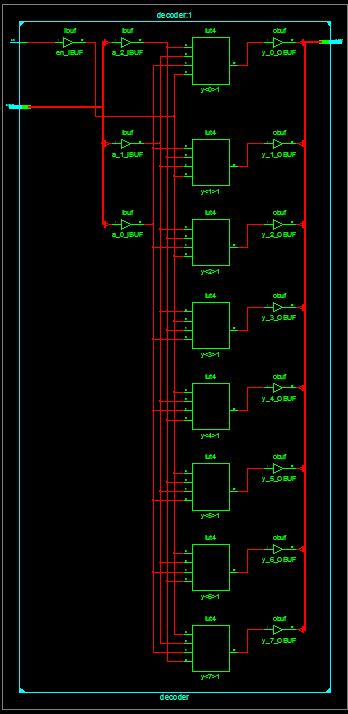 decoder:1
ibuf ibuf lut4 obuf
en_IBUF a_2_IBUF y_0_OBUF
y<0>1
ibuf lut4 obuf
a_1_IBUF y_1_OBUF
y<1>1
ibuf lut4 obuf
a_0_IBUF y_2_OBUF
y<2>1
lut4 obuf
y_3_OBUF
y<3>1
lut4 obuf
y_4_OBUF
y<4>1
lut4 obuf
y_5_OBUF
y<5>1
lut4 obuf
y_6_OBUF
y<6>1
lut4 obuf
y_7_OBUF
y<7>1
decoder